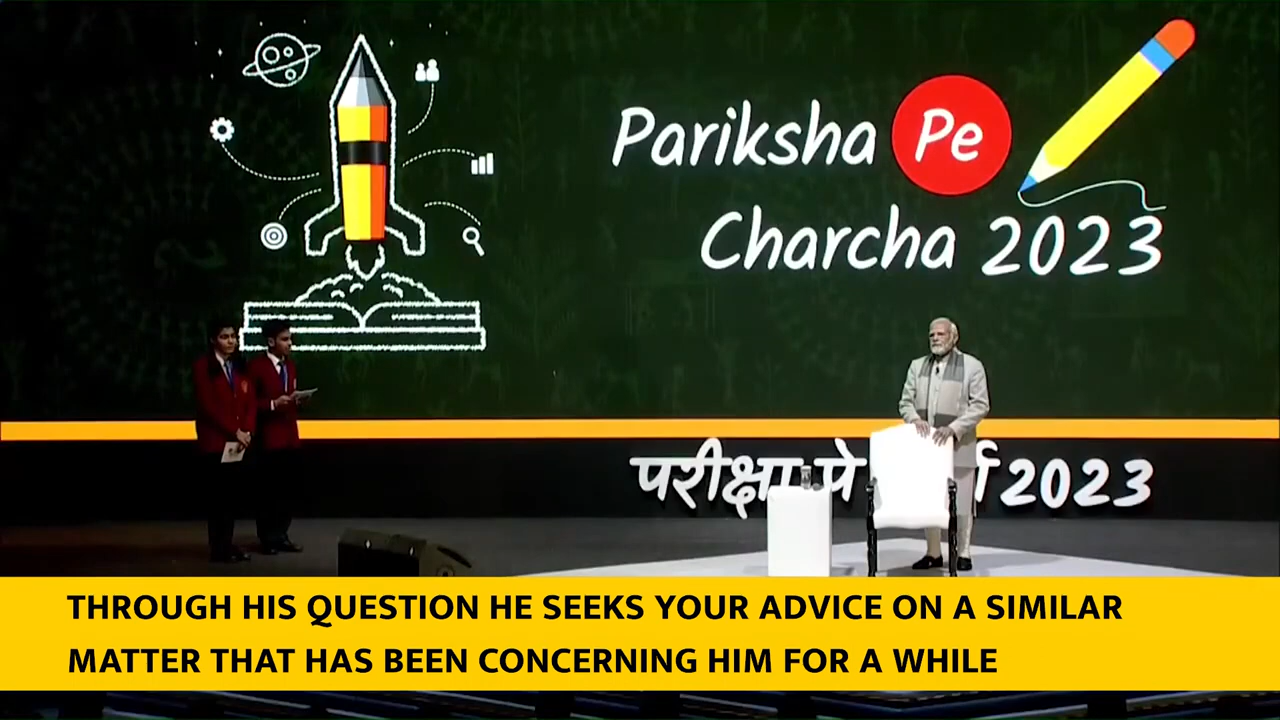 Pariksha Pe
Charcha 2023
परीक्षा पे
2023
THROUGH HIS QUESTION HE SEEKS YOUR ADVICE ON A SIMILAR
MATTER THAT HAS BEEN CONCERNING HIM FOR A WHILE